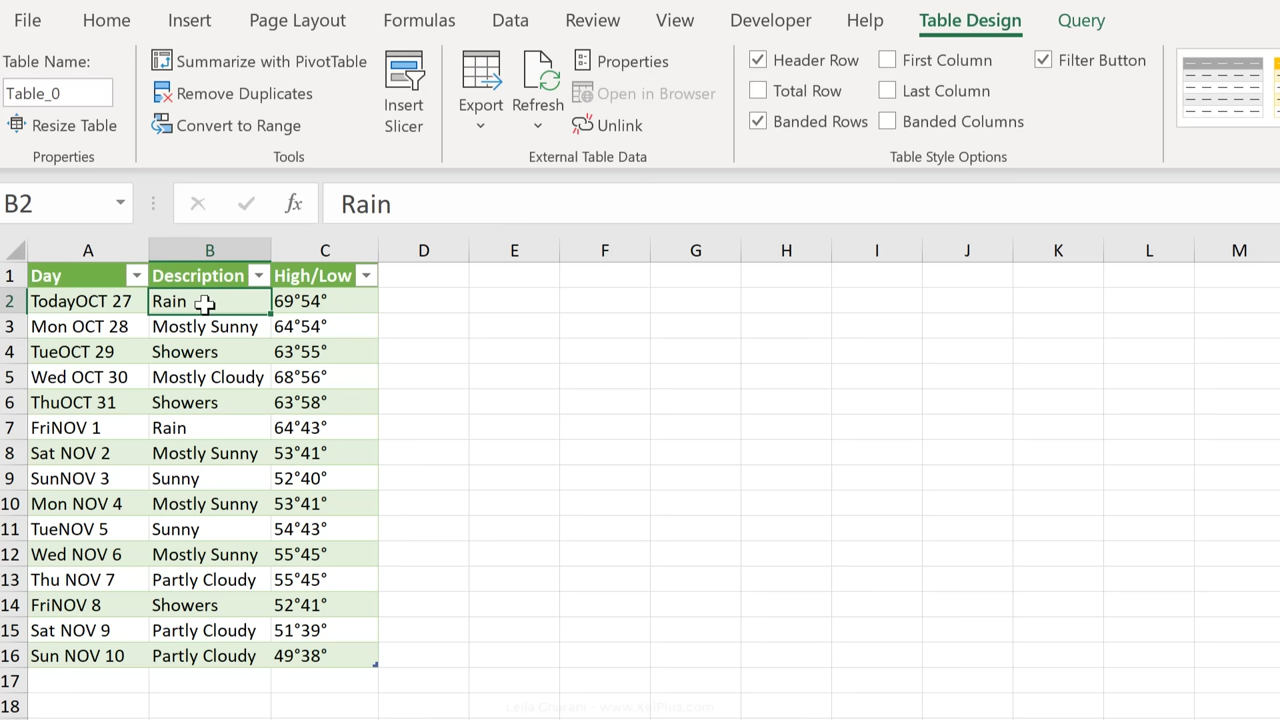 File Home Insert Page Layout Formulas Data Review View Developer Help Table Design Query
Table Name:
Table_0
Resize Table
Properties
Summarize with PivotTable
Remove Duplicates
Convert to Range
Insert
Slicer
Tools
Export Refresh
Properties
Open in Browser
Unlink
External Table Data
Header Row First Column Filter Button
Total Row Last Column
Banded Rows Banded Columns
Table Style Options
B2 fx Rain
A B C D E F G H I J K L M
1 Day Description High/Low
2 TodayOCT 27 Rain 69°54°
3 Mon OCT 28 Mostly Sunny 64°54°
4 TueOCT 29 Showers 63°55°
5 Wed OCT 30 Mostly Cloudy 68°56°
6 ThuOCT 31 Showers 63°58°
7 FriNOV 1 Rain 64°43°
8 Sat NOV 2 Mostly Sunny 53°41°
9 SunNOV 3 Sunny 52°40°
10 Mon NOV 4 Mostly Sunny 53°41°
11 TueNOV 5 Sunny 54°43°
12 Wed NOV 6 Mostly Sunny 55°45°
13 Thu NOV 7 Partly Cloudy 55°45°
14 FriNOV 8 Showers 52°41°
15 Sat NOV 9 Partly Cloudy 51°39°
16 Sun NOV 10 Partly Cloudy 49°38°
17
18
Leila Gharani - www.XelPlus.com